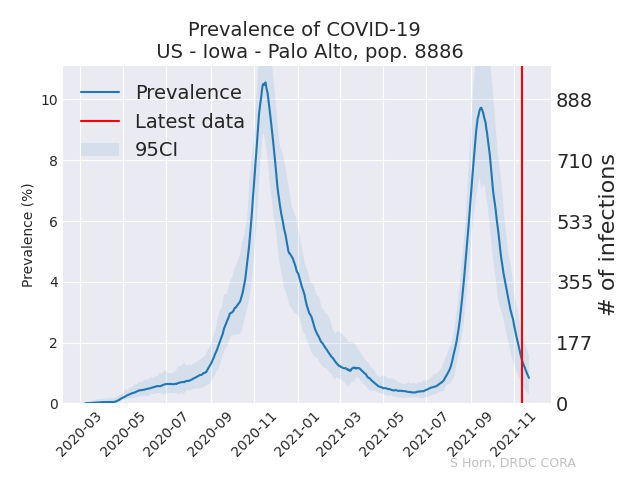 Prevalence of COVID-19
US - Iowa - Palo Alto, pop. 8886
Prevalence
Latest data
95CI
Prevalence (%)
10
8
6
4
2
0
888
710
533
355
177
0
# of infections
2020-03
2020-05
2020-07
2020-09
2020-11
2021-01
2021-03
2021-05
2021-07
2021-09
2021-11
S Horn, DRDC CORA